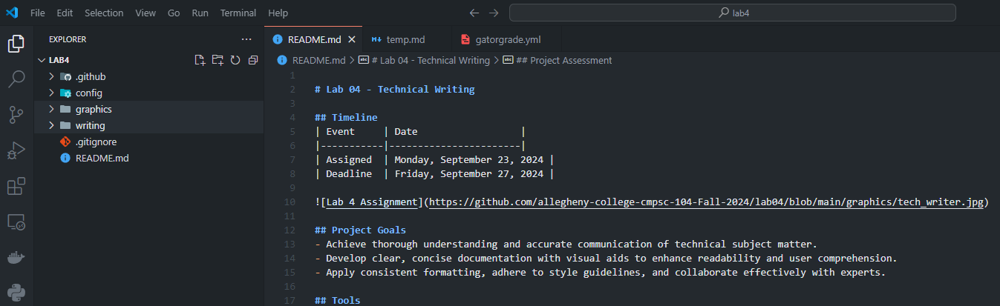 File Edit Selection View Go Run Terminal Help
lab4
EXPLORER
LAB4
.github
config
graphics
writing
.gitignore
README.md
README.md
temp.md
gatorgrade.yml
README.md > # Lab 04 - Technical Writing > ## Project Assessment
1
2 # Lab 04 - Technical Writing
3
4 ## Timeline
5 | Event     | Date                  |
6 |-----------|-----------------------|
7 | Assigned  | Monday, September 23, 2024 |
8 | Deadline  | Friday, September 27, 2024 |
9
10 ![Lab 4 Assignment](https://github.com/allegheny-college-cmpsc-104-Fall-2024/lab04/blob/main/graphics/tech_writer.jpg)
11
12 ## Project Goals
13 - Achieve thorough understanding and accurate communication of technical subject matter.
14 - Develop clear, concise documentation with visual aids to enhance readability and user comprehension.
15 - Apply consistent formatting, adhere to style guidelines, and collaborate effectively with experts.
16
17 ## Tools